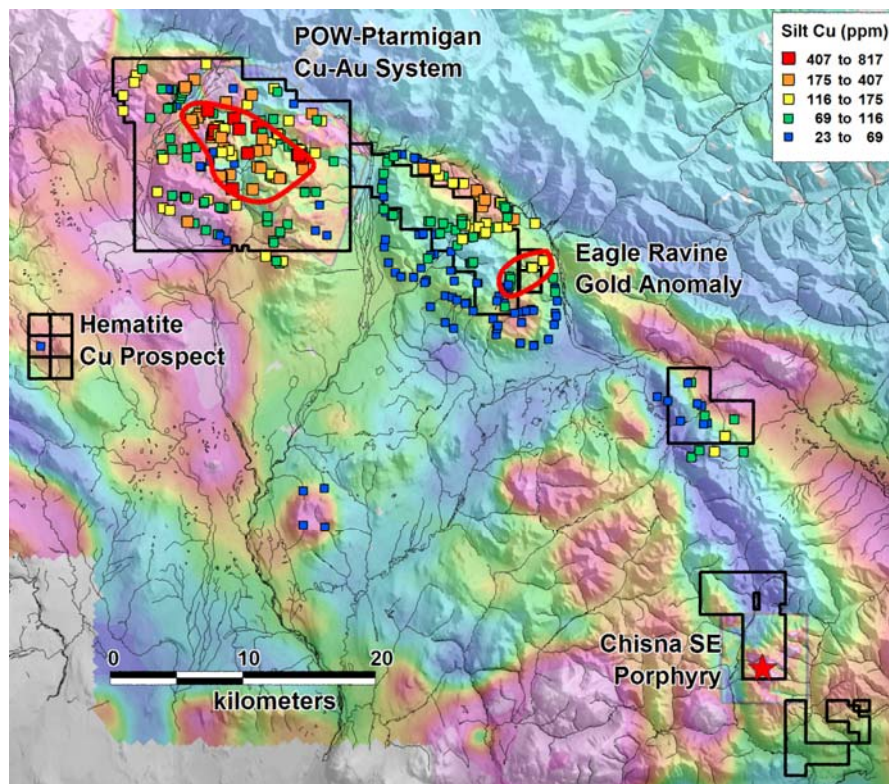 POW-Ptarmigan
Cu-Au System
Silt Cu (ppm)
407 to 817
175 to 407
116 to 175
69 to 116
23 to 69
Eagle Ravine
Gold Anomaly
Hematite
Cu Prospect
Chisna SE
Porphyry
0 10 20
kilometers